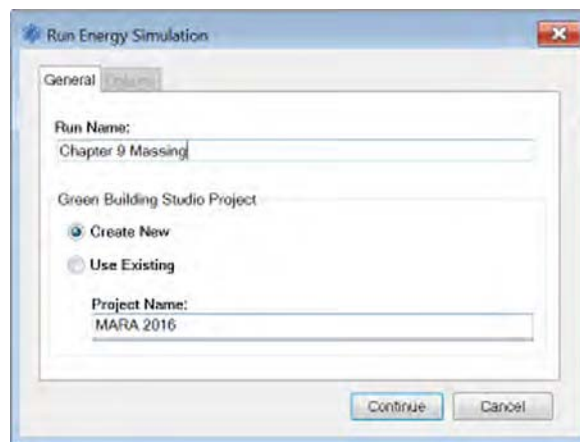 Run Energy Simulation
General Options
Run Name:
Chapter 9 Massing
Green Building Studio Project
Create New
Use Existing
Project Name:
MARA 2016
Continue Cancel